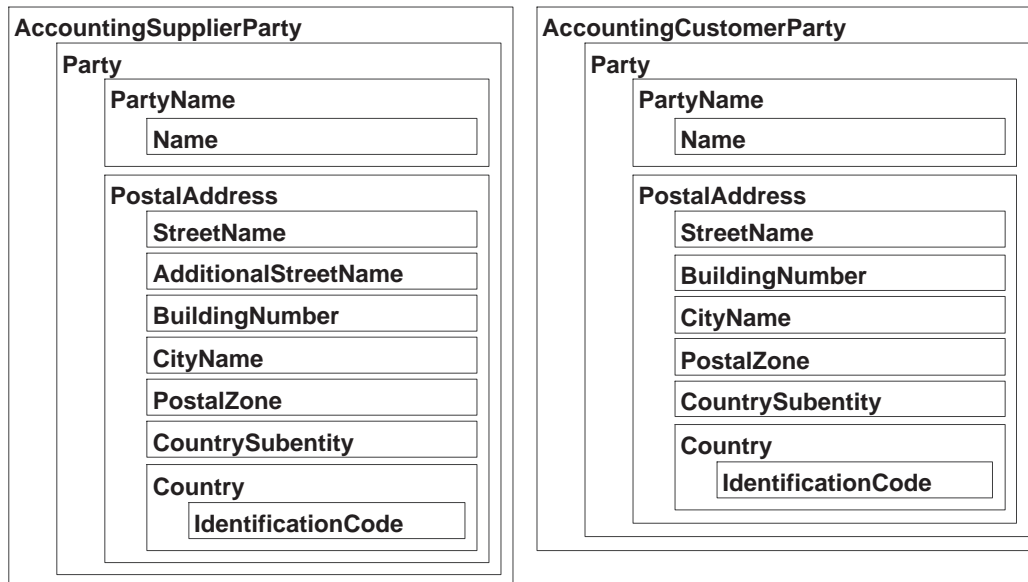 AccountingSupplierParty
Party
PartyName
Name
PostalAddress
StreetName
AdditionalStreetName
BuildingNumber
CityName
PostalZone
CountrySubentity
Country
IdentificationCode
AccountingCustomerParty
Party
PartyName
Name
PostalAddress
StreetName
BuildingNumber
CityName
PostalZone
CountrySubentity
Country
IdentificationCode